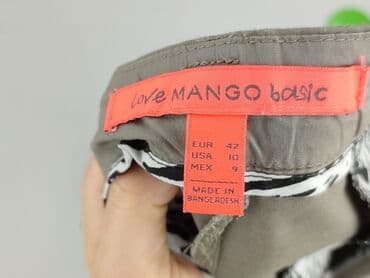 Love MANGO basic
EUR 42
USA 10
MEX 9
MADE IN
BANGLADESH